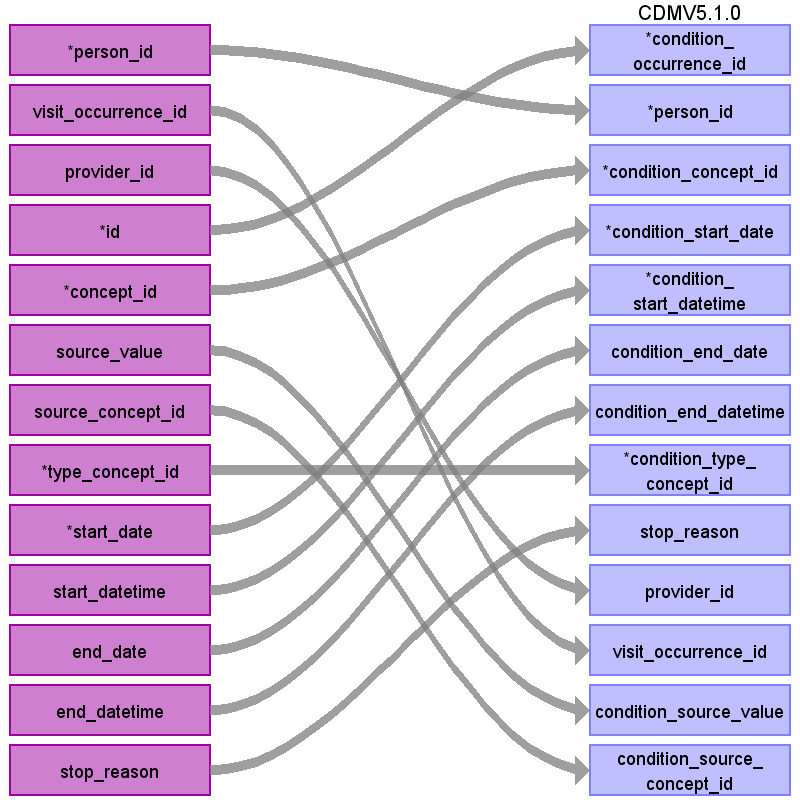 CDMV5.1.0
*person_id
visit_occurrence_id
provider_id
*id
*concept_id
source_value
source_concept_id
*type_concept_id
*start_date
start_datetime
end_date
end_datetime
stop_reason
*condition_
occurrence_id
*person_id
*condition_concept_id
*condition_start_date
*condition_
start_datetime
condition_end_date
condition_end_datetime
*condition_type_
concept_id
stop_reason
provider_id
visit_occurrence_id
condition_source_value
condition_source_
concept_id